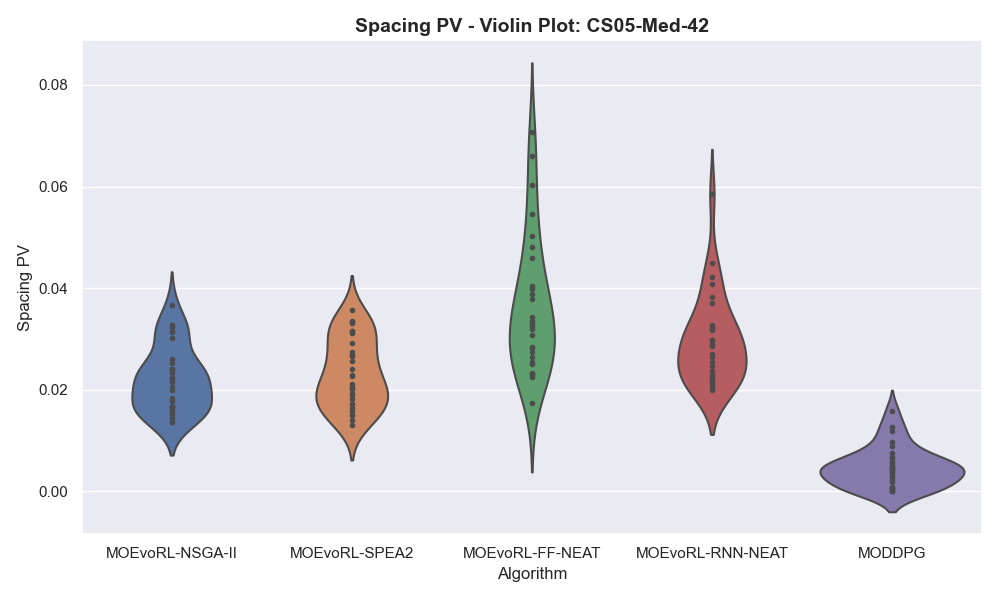 Spacing PV - Violin Plot: CS05-Med-42
Spacing PV
0.08
0.06
0.04
0.02
0.00
MOEvoRL-NSGA-II MOEvoRL-SPEA2 MOEvoRL-FF-NEAT MOEvoRL-RNN-NEAT MODDPG
Algorithm